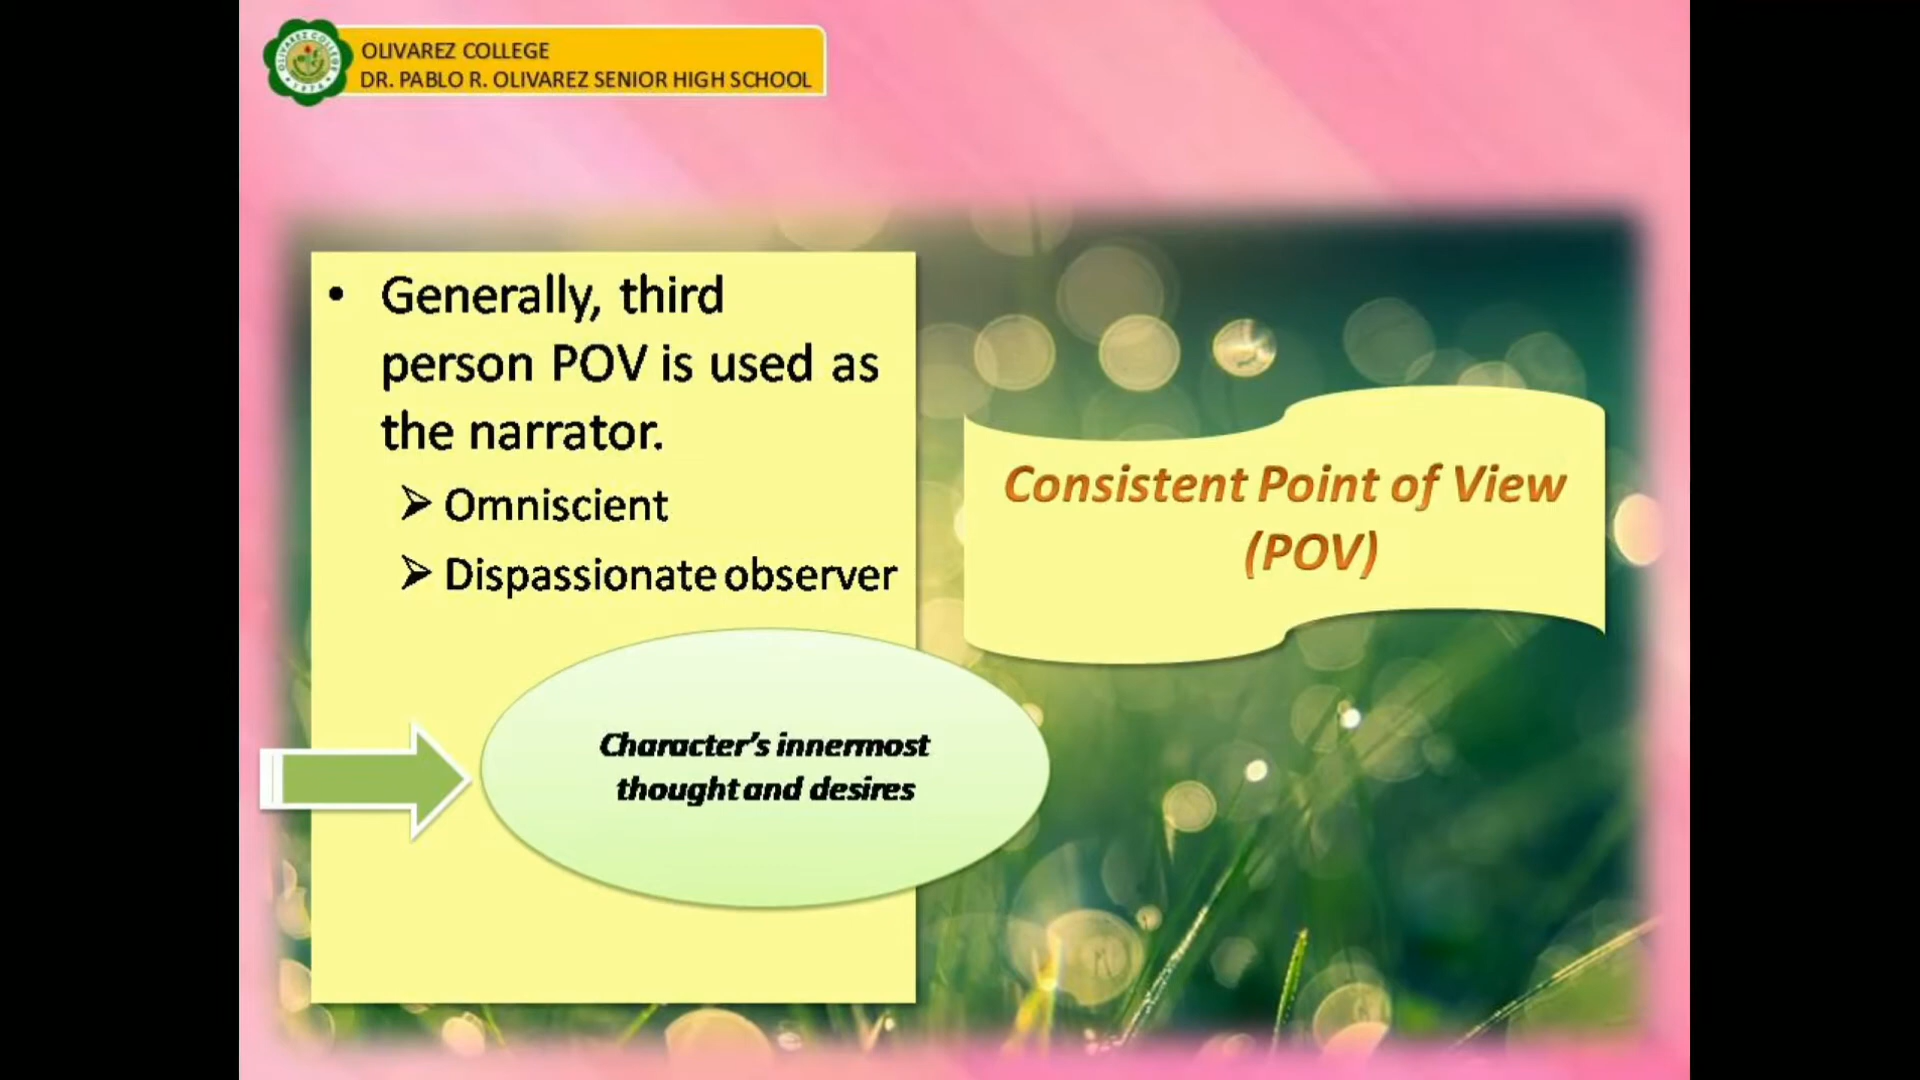 OLIVAREZ COLLEGE
DR. PABLO R. OLIVAREZ SENIOR HIGH SCHOOL
• Generally, third
person POV is used as
the narrator.
➢ Omniscient
➢ Dispassionate observer
Consistent Point of View
(POV)
Character's innermost
thought and desires